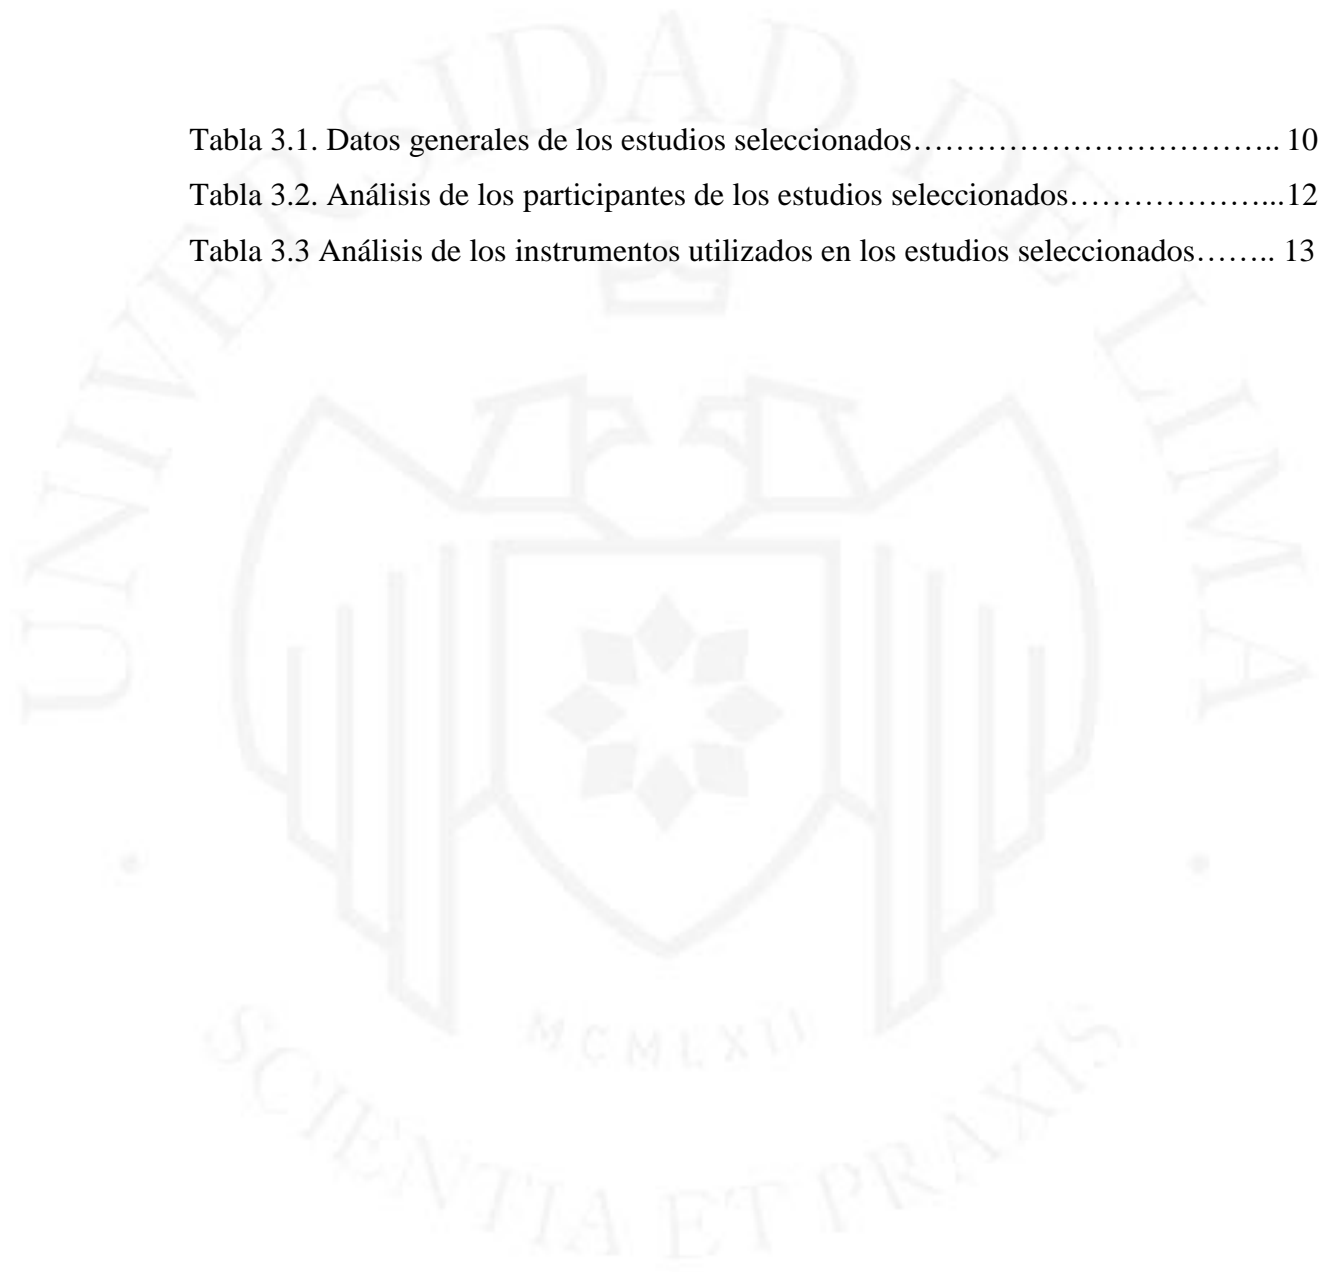 Tabla 3.1. Datos generales de los estudios seleccionados…………………………….. 10
Tabla 3.2. Análisis de los participantes de los estudios seleccionados………………...12
Tabla 3.3 Análisis de los instrumentos utilizados en los estudios seleccionados…….. 13
UNIVERSIDAD DE LIMA
MCMLXII
SCIENTIA ET PRAXIS